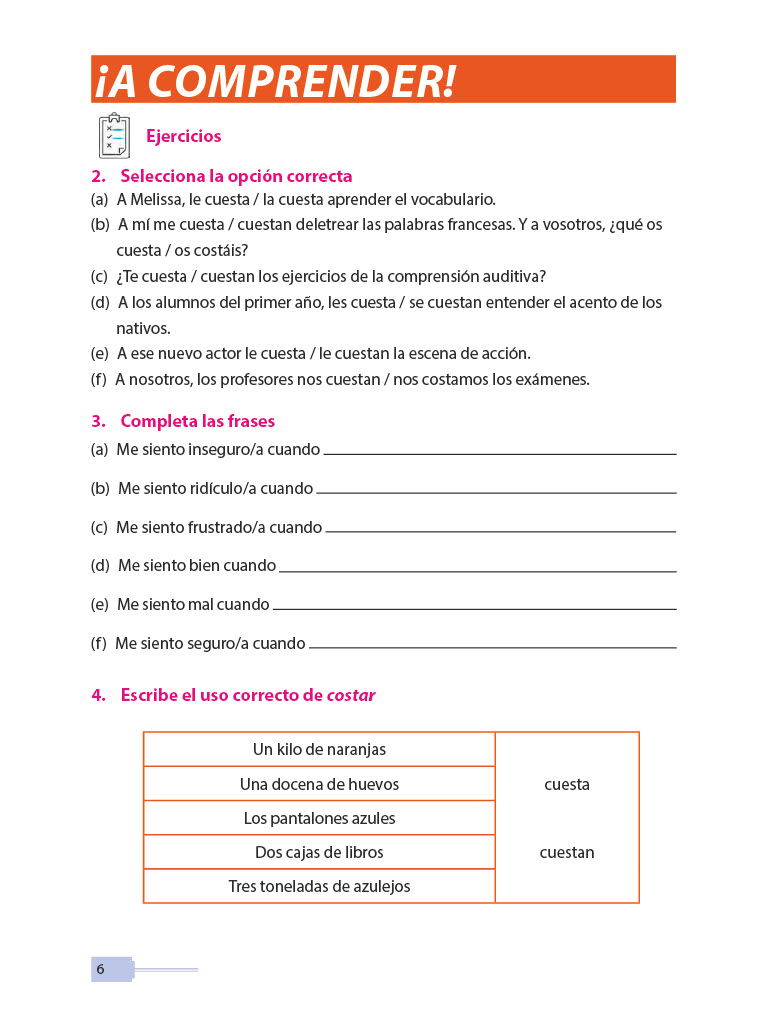 ¡A COMPRENDER!
Ejercicios
2. Selecciona la opción correcta
(a) A Melissa, le cuesta / la cuesta aprender el vocabulario.
(b) A mí me cuesta / cuestan deletrear las palabras francesas. Y a vosotros, ¿qué os
cuesta / os costáis?
(c) ¿Te cuesta / cuestan los ejercicios de la comprensión auditiva?
(d) A los alumnos del primer año, les cuesta / se cuestan entender el acento de los
nativos.
(e) A ese nuevo actor le cuesta / le cuestan la escena de acción.
(f) A nosotros, los profesores nos cuestan / nos costamos los exámenes.
3. Completa las frases
(a) Me siento inseguro/a cuando
(b) Me siento ridículo/a cuando
(c) Me siento frustrado/a cuando
(d) Me siento bien cuando
(e) Me siento mal cuando
(f) Me siento seguro/a cuando
4. Escribe el uso correcto de costar
Un kilo de naranjas
Una docena de huevos
cuesta
Los pantalones azules
Dos cajas de libros
cuestan
Tres toneladas de azulejos
6